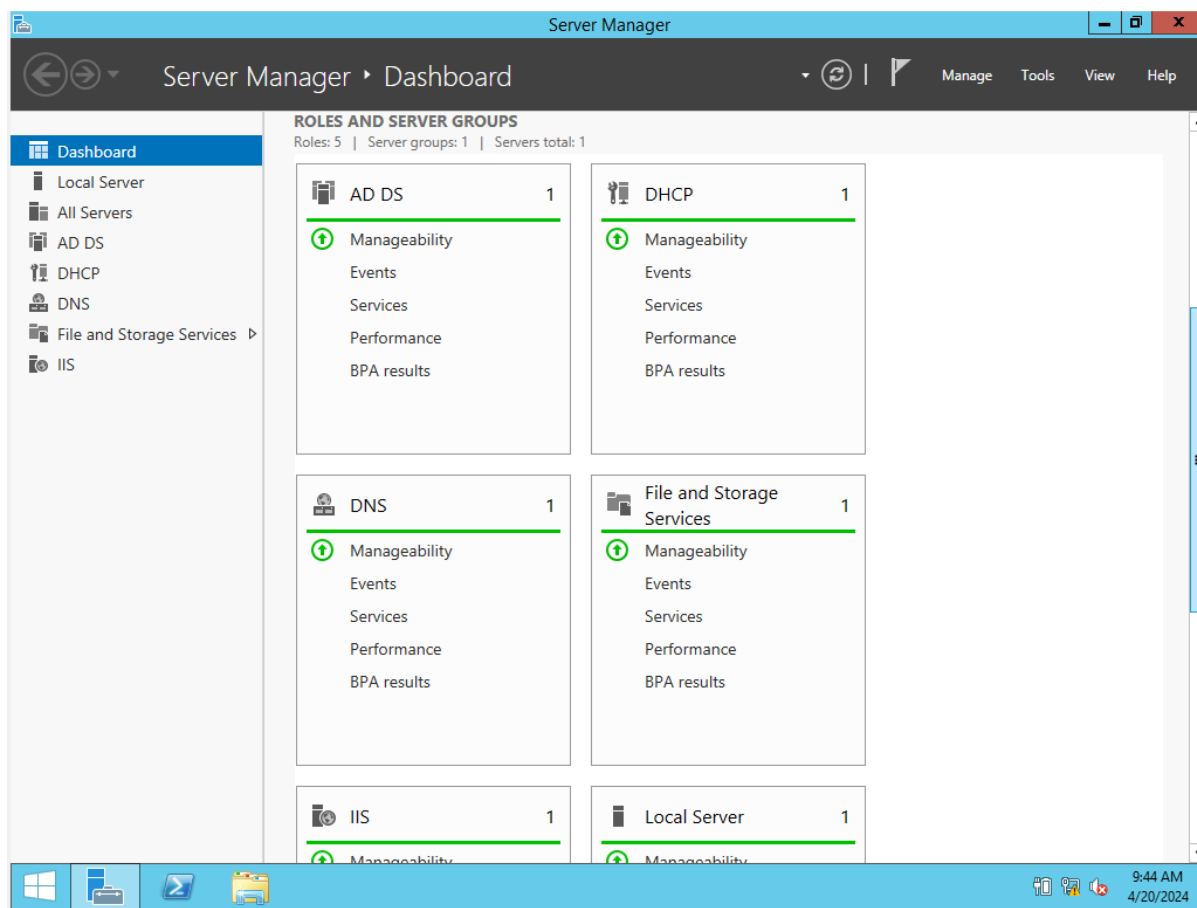 Server Manager
Server Manager ‣ Dashboard
Manage Tools View Help
Dashboard
Local Server
All Servers
AD DS
DHCP
DNS
File and Storage Services
IIS
ROLES AND SERVER GROUPS
Roles: 5 | Server groups: 1 | Servers total: 1
AD DS 1
Manageability
Events
Services
Performance
BPA results
DHCP 1
Manageability
Events
Services
Performance
BPA results
DNS 1
Manageability
Events
Services
Performance
BPA results
File and Storage
Services 1
Manageability
Events
Services
Performance
BPA results
IIS 1
Manageability
Local Server 1
Manageability
9:44 AM
4/20/2024